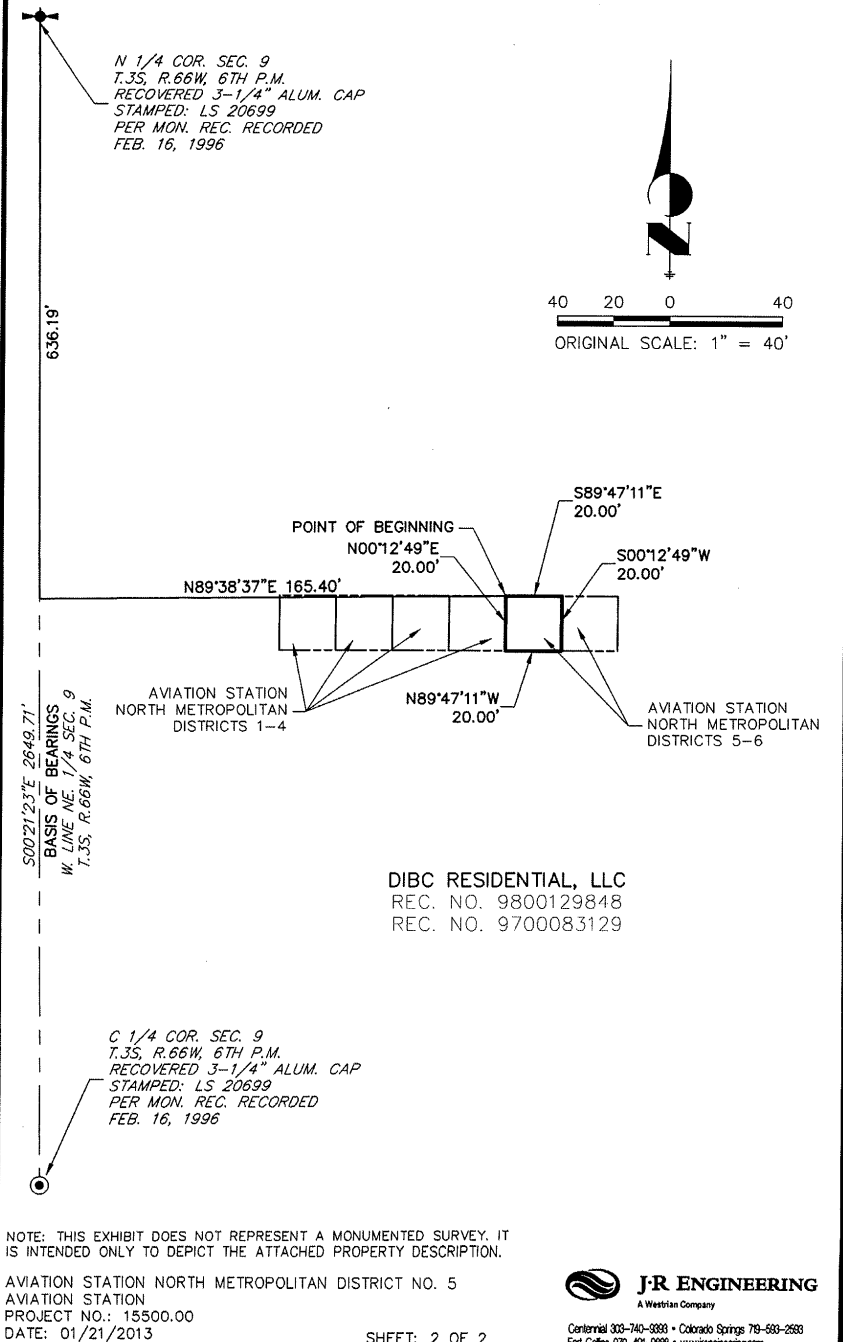 N 1/4 COR. SEC. 9
T.3S, R.66W, 6TH P.M.
RECOVERED 3-1/4" ALUM. CAP
STAMPED: LS 20699
PER MON. REC. RECORDED
FEB. 16, 1996
N
636.19'
40 20 0 40
ORIGINAL SCALE: 1" = 40'
S89°47'11"E
20.00'
POINT OF BEGINNING
N00°12'49"E
20.00'
S00°12'49"W
20.00'
N89°38'37"E 165.40'
AVIATION STATION
NORTH METROPOLITAN
DISTRICTS 1-4
N89°47'11"W
20.00'
AVIATION STATION
NORTH METROPOLITAN
DISTRICTS 5-6
S00°21'23"E 2649.71'
BASIS OF BEARINGS
W. LINE NE. 1/4 SEC. 9
T.3S, R.66W, 6TH P.M.
DIBC RESIDENTIAL, LLC
REC. NO. 9800129848
REC. NO. 9700083129
C 1/4 COR. SEC. 9
T.3S, R.66W, 6TH P.M.
RECOVERED 3-1/4" ALUM. CAP
STAMPED: LS 20699
PER MON. REC. RECORDED
FEB. 16, 1996
NOTE: THIS EXHIBIT DOES NOT REPRESENT A MONUMENTED SURVEY. IT
IS INTENDED ONLY TO DEPICT THE ATTACHED PROPERTY DESCRIPTION.
AVIATION STATION NORTH METROPOLITAN DISTRICT NO. 5
AVIATION STATION
PROJECT NO.: 15500.00
DATE: 01/21/2013
SHEET: 2 OF 2
J·R ENGINEERING
A Westrian Company
Centennial 303-740-9393 • Colorado Springs 719-593-2593